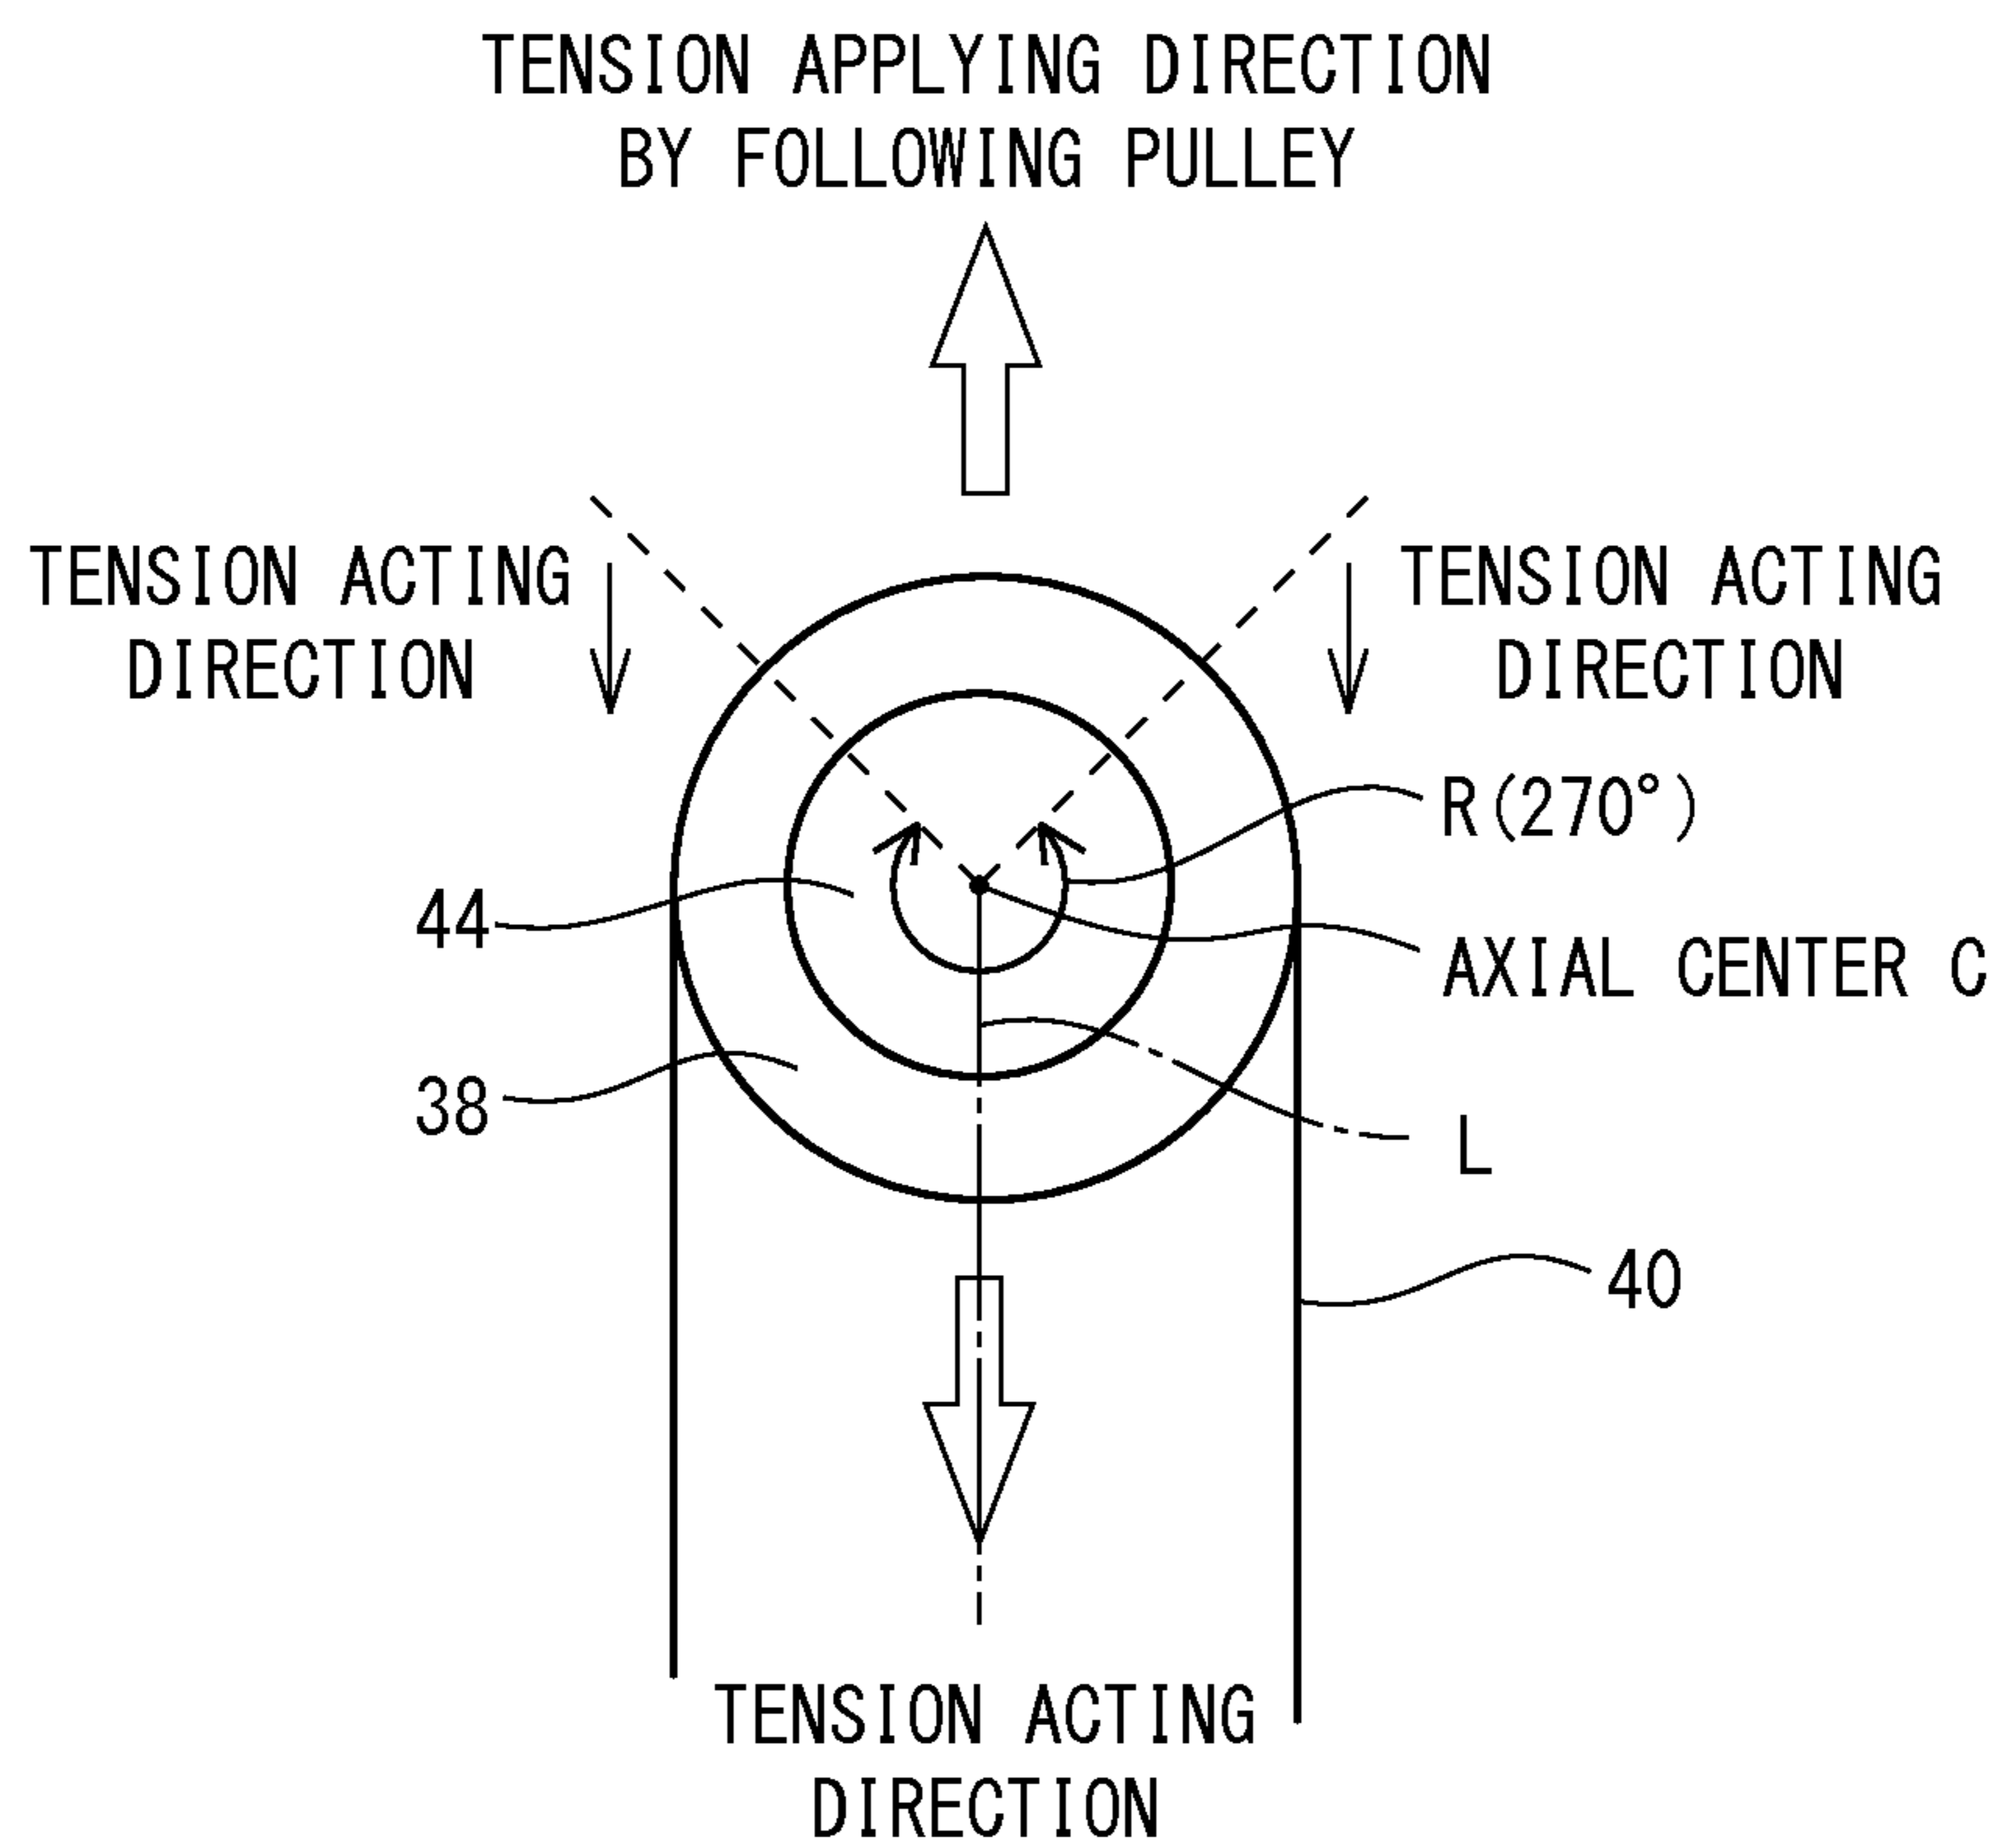 TENSION APPLYING DIRECTION
BY FOLLOWING PULLEY
TENSION ACTING
DIRECTION
TENSION ACTING
DIRECTION
R(270°)
44
AXIAL CENTER C
38
L
40
TENSION ACTING
DIRECTION